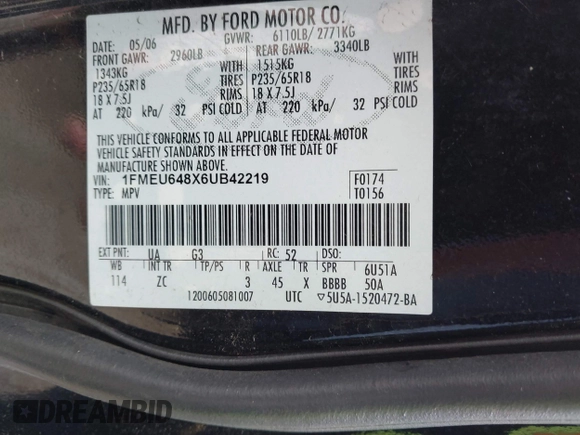 MFD. BY FORD MOTOR CO.
DATE: 05/06 GVWR: 6110LB/ 2771KG
FRONT GAWR: 2960LB REAR GAWR: 3340LB
1343KG WITH 1515KG WITH
P235/65R18 TIRES P235/65R18 TIRES
18 X 7.5J RIMS 18 X 7.5J RIMS
AT 220 kPa/ 32 PSI COLD AT 220 kPa/ 32 PSI COLD
THIS VEHICLE CONFORMS TO ALL APPLICABLE FEDERAL MOTOR
VEHICLE SAFETY STANDARDS IN EFFECT ON THE DATE OF
MANUFACTURE SHOWN ABOVE.
VIN: 1FMEU648X6UB42219 F0174
TYPE: MPV T0156
EXT PNT: UA G3 RC: 52 DSO:
WB INT TR TP/PS R AXLE TR SPR 6U51A
114 ZC 3 45 X BBBB 50A
1200605081007 UTC 5U5A-1520472-BA
DREAMBID